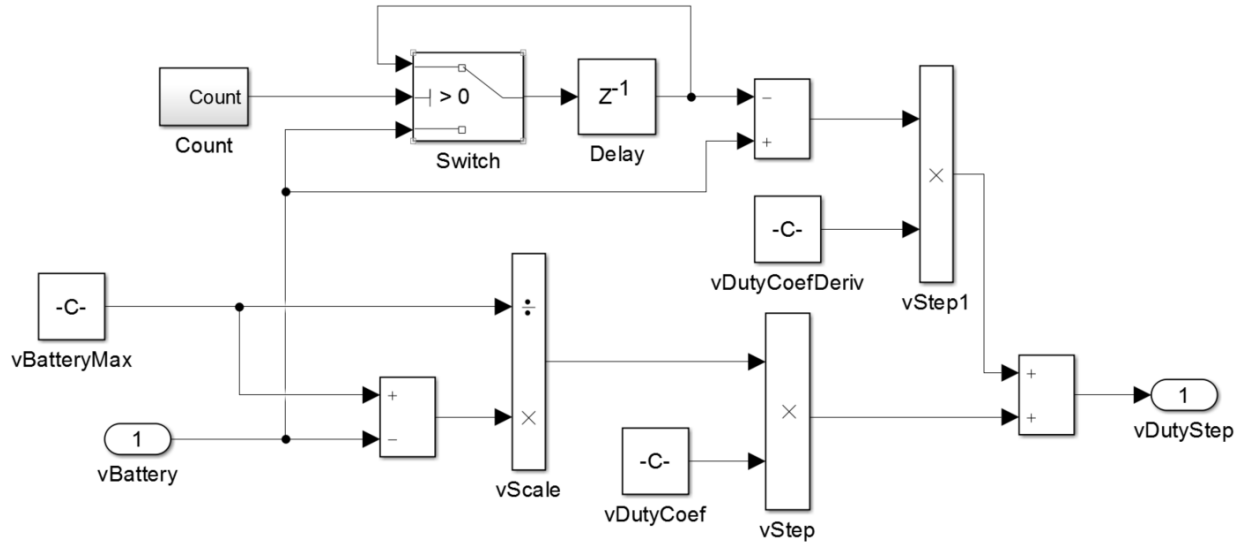 Count
Count
> 0
Switch
Z-1
Delay
−
+
×
-C-
vDutyCoefDeriv
vStep1
-C-
vBatteryMax
÷
×
vScale
+
−
1
vBattery
×
vStep
-C-
vDutyCoef
+
+
1
vDutyStep